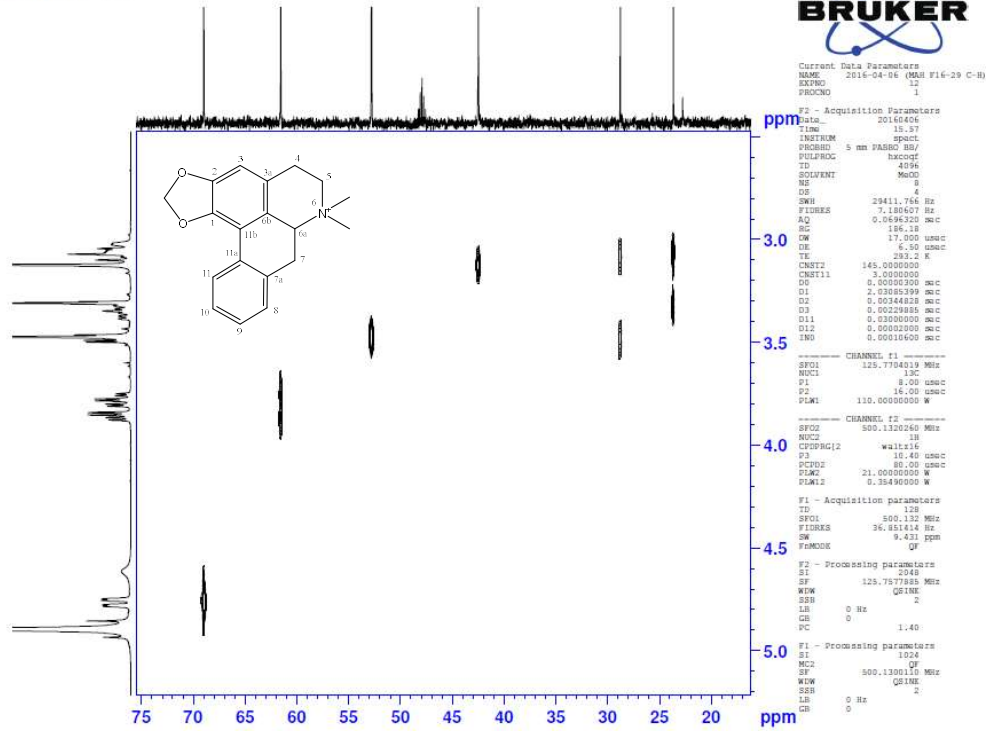 BRUKER
Current Data Parameters
NAME 2016-04-06 (MAH F16-29 C-H)
EXPNO 12
PROCNO 1
F2 - Acquisition Parameters
Date_ 20160406
Time 15.57
INSTRUM spect
PROBHD 5 mm PABBO BB/
PULPROG hxcoqf
TD 4096
SOLVENT MeOD
NS 8
DS 4
SWH 29411.766 Hz
FIDRES 7.180607 Hz
AQ 0.0696320 sec
RG 186.18
DW 17.000 usec
DE 6.50 usec
TE 293.2 K
CNST2 145.0000000
CNST11 3.0000000
D0 0.00000300 sec
D1 2.03085399 sec
D2 0.00344828 sec
D3 0.00229885 sec
D11 0.03000000 sec
D12 0.00002000 sec
IN0 0.00010600 sec
======== CHANNEL f1 ========
SFO1 125.7704019 MHz
NUC1 13C
P1 8.00 usec
P2 16.00 usec
PLW1 110.00000000 W
======== CHANNEL f2 ========
SFO2 500.1320260 MHz
NUC2 1H
CPDPRG[2 waltz16
P3 10.40 usec
PCPD2 80.00 usec
PLW2 21.00000000 W
PLW12 0.35490000 W
F1 - Acquisition parameters
TD 128
SFO1 500.132 MHz
FIDRES 36.851414 Hz
SW 9.431 ppm
FnMODE QF
F2 - Processing parameters
SI 2048
SF 125.7577885 MHz
WDW QSINE
SSB 2
LB 0 Hz
GB 0
PC 1.40
F1 - Processing parameters
SI 1024
MC2 QF
SF 500.1300110 MHz
WDW QSINE
SSB 2
LB 0 Hz
GB 0
ppm
3.0
3.5
4.0
4.5
5.0
75 70 65 60 55 50 45 40 35 30 25 20 ppm
O
O
N+
1
2
3
3a
4
5
6
6a
6b
7
7a
8
9
10
11
11a
11b